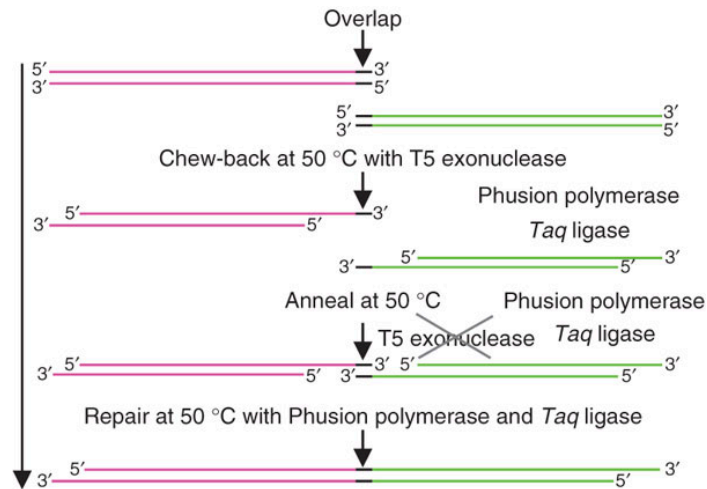 Overlap
5′ 3′
3′ 5′
5′ 3′
3′ 5′
Chew-back at 50 °C with T5 exonuclease
Phusion polymerase
Taq ligase
5′ 3′
3′ 5′
5′ 3′
3′ 5′
Anneal at 50 °C Phusion polymerase
T5 exonuclease Taq ligase
5′ 3′ 5′ 3′
3′ 5′ 3′ 5′
Repair at 50 °C with Phusion polymerase and Taq ligase
5′ 3′
3′ 5′